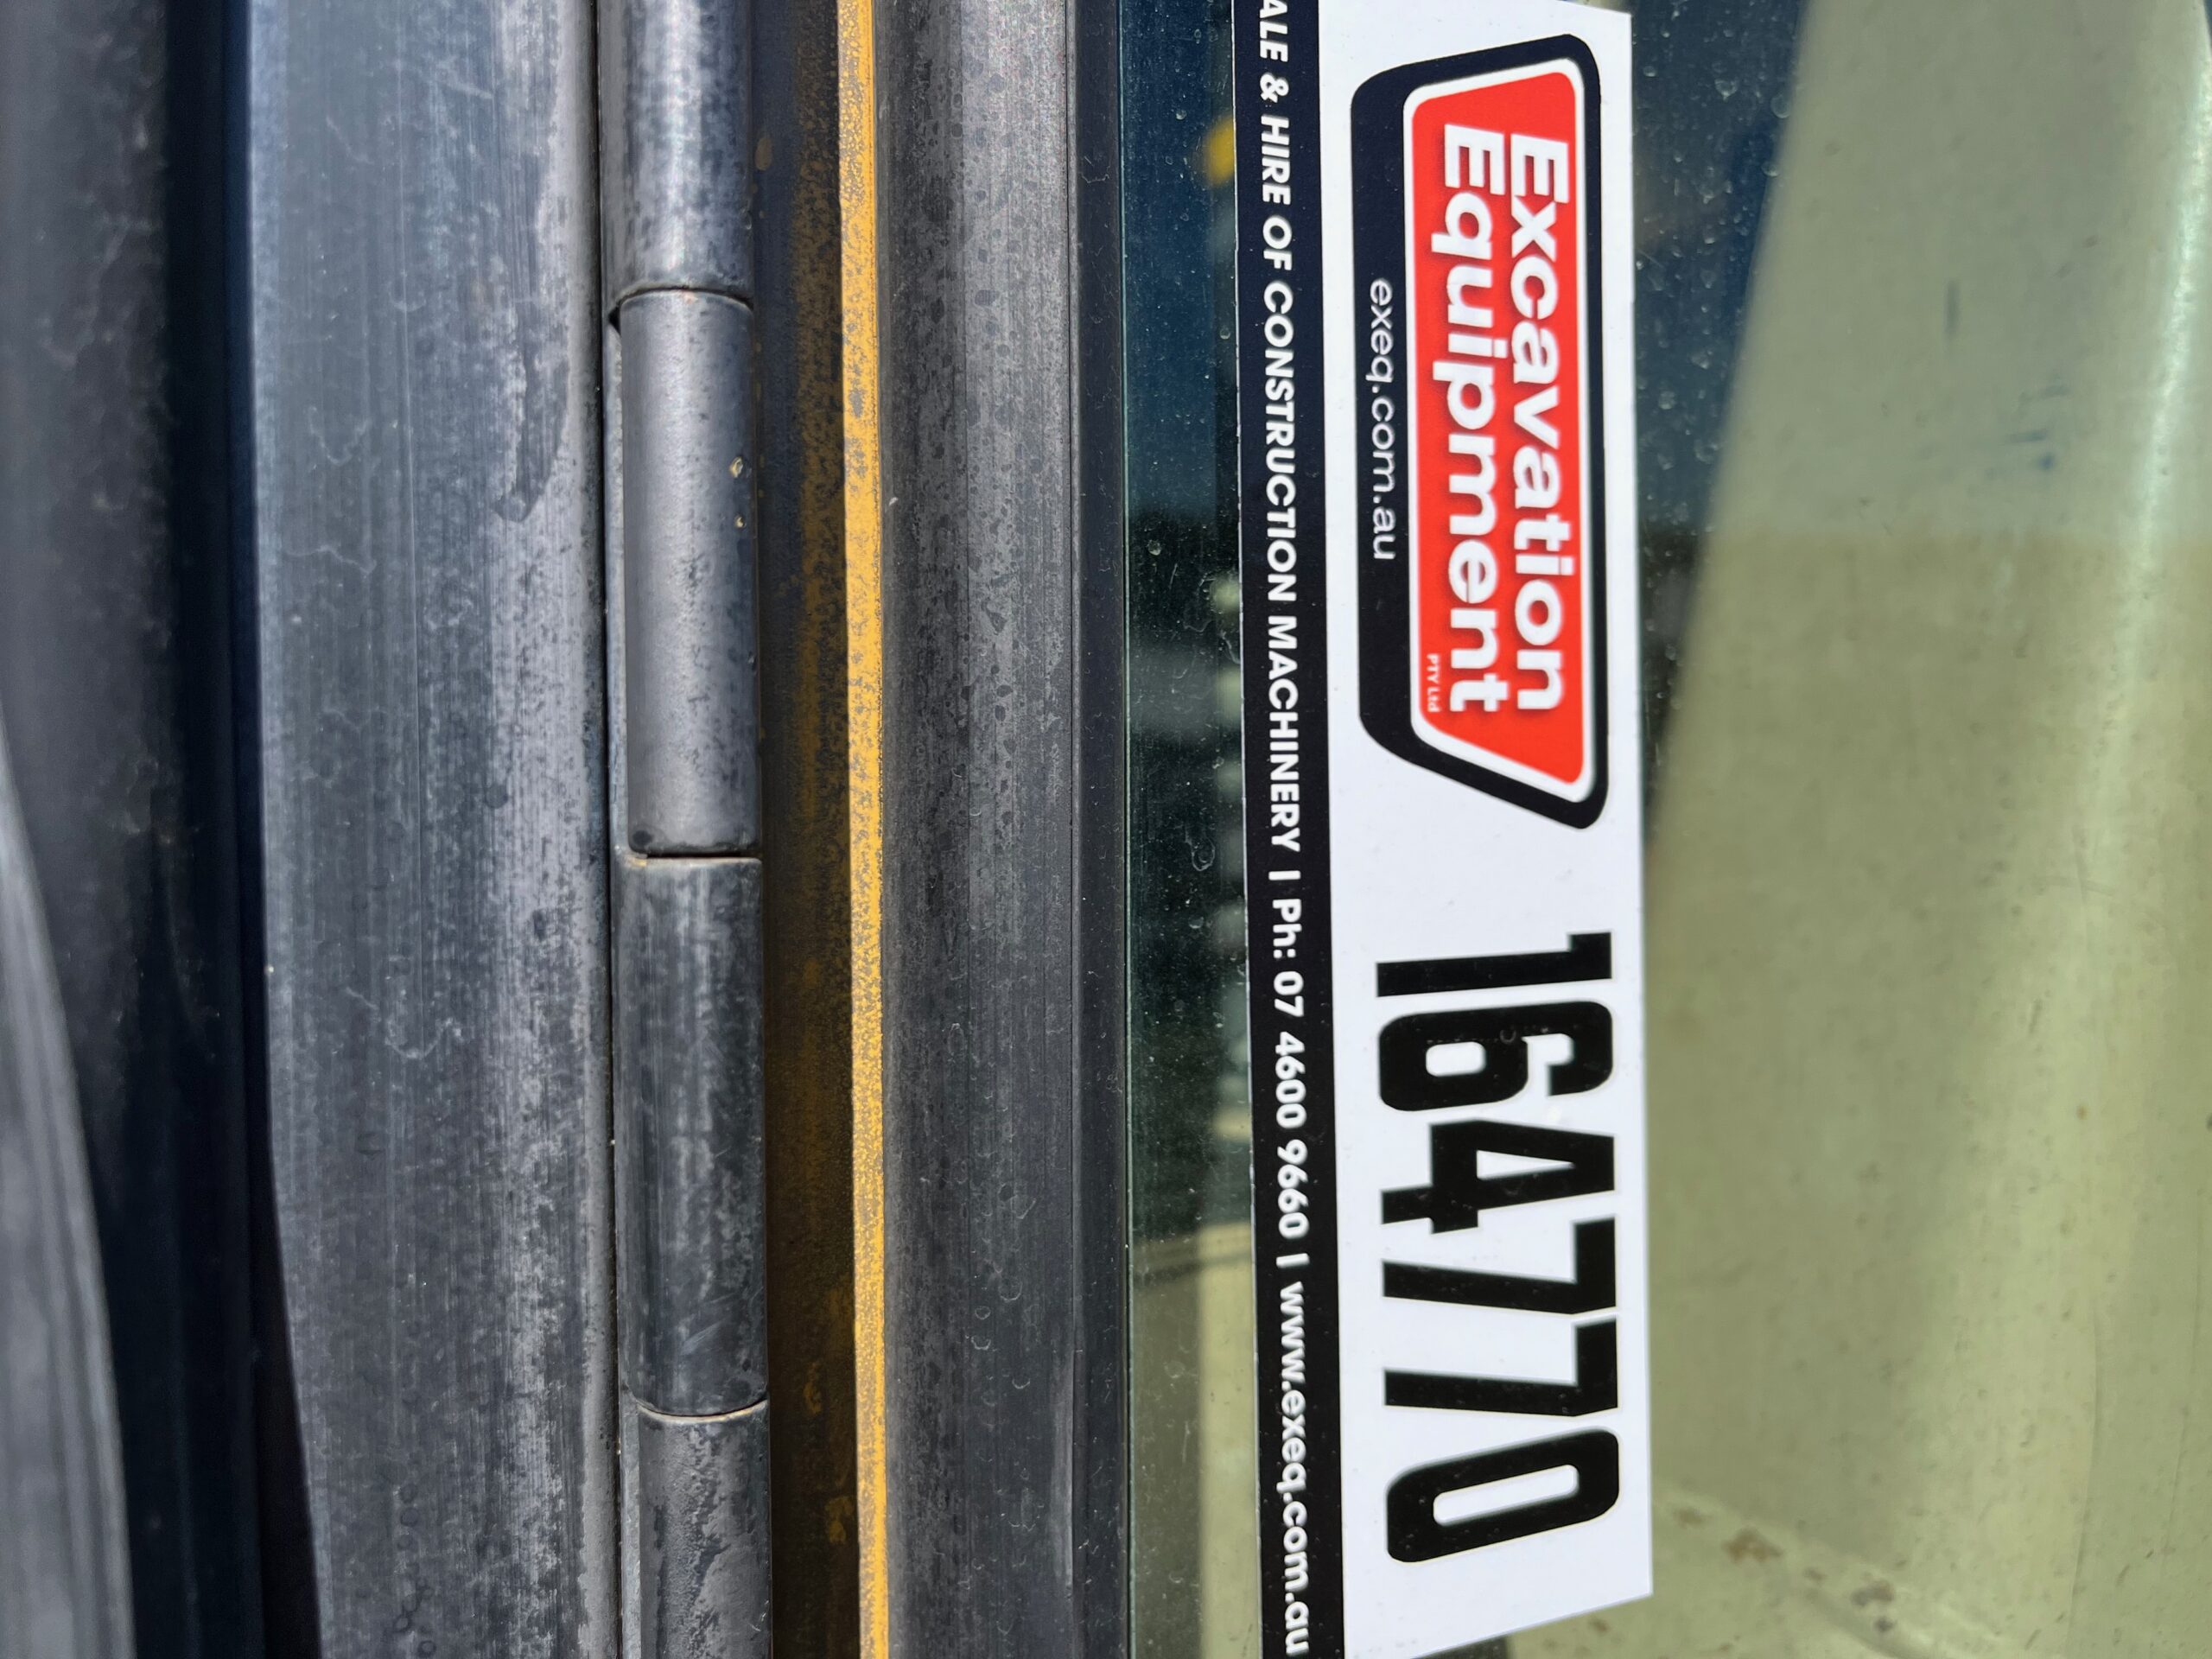 Excavation
Equipment
PTY Ltd
exeq.com.au
164770
ALE & HIRE OF CONSTRUCTION MACHINERY | Ph: 07 4600 9660 | www.exeq.com.au